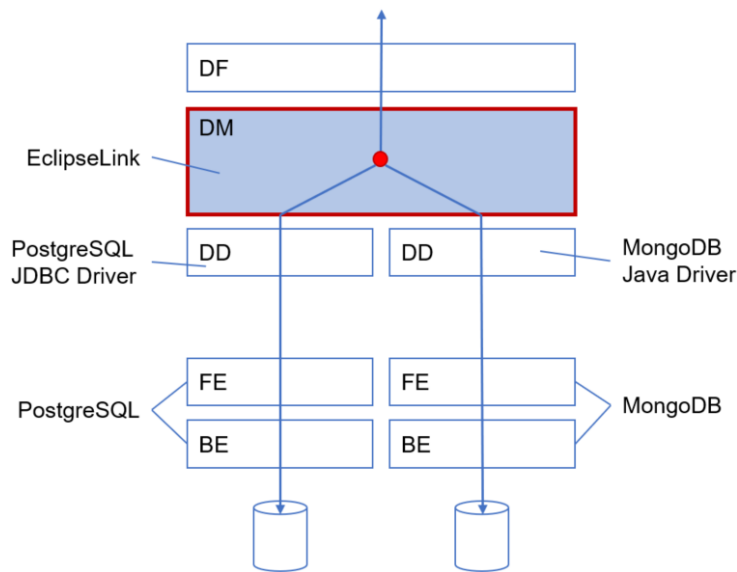 DF
DM
EclipseLink
PostgreSQL
JDBC Driver
DD
DD
MongoDB
Java Driver
FE
FE
PostgreSQL
MongoDB
BE
BE